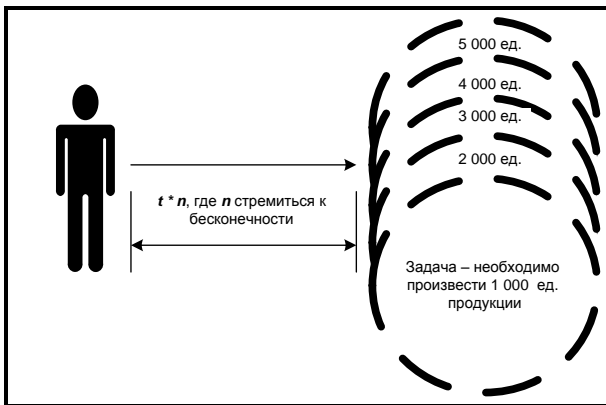 5 000 ед.
4 000 ед.
3 000 ед.
2 000 ед.
t * n, где n стремиться к
бесконечности
Задача – необходимо
произвести 1 000 ед.
продукции